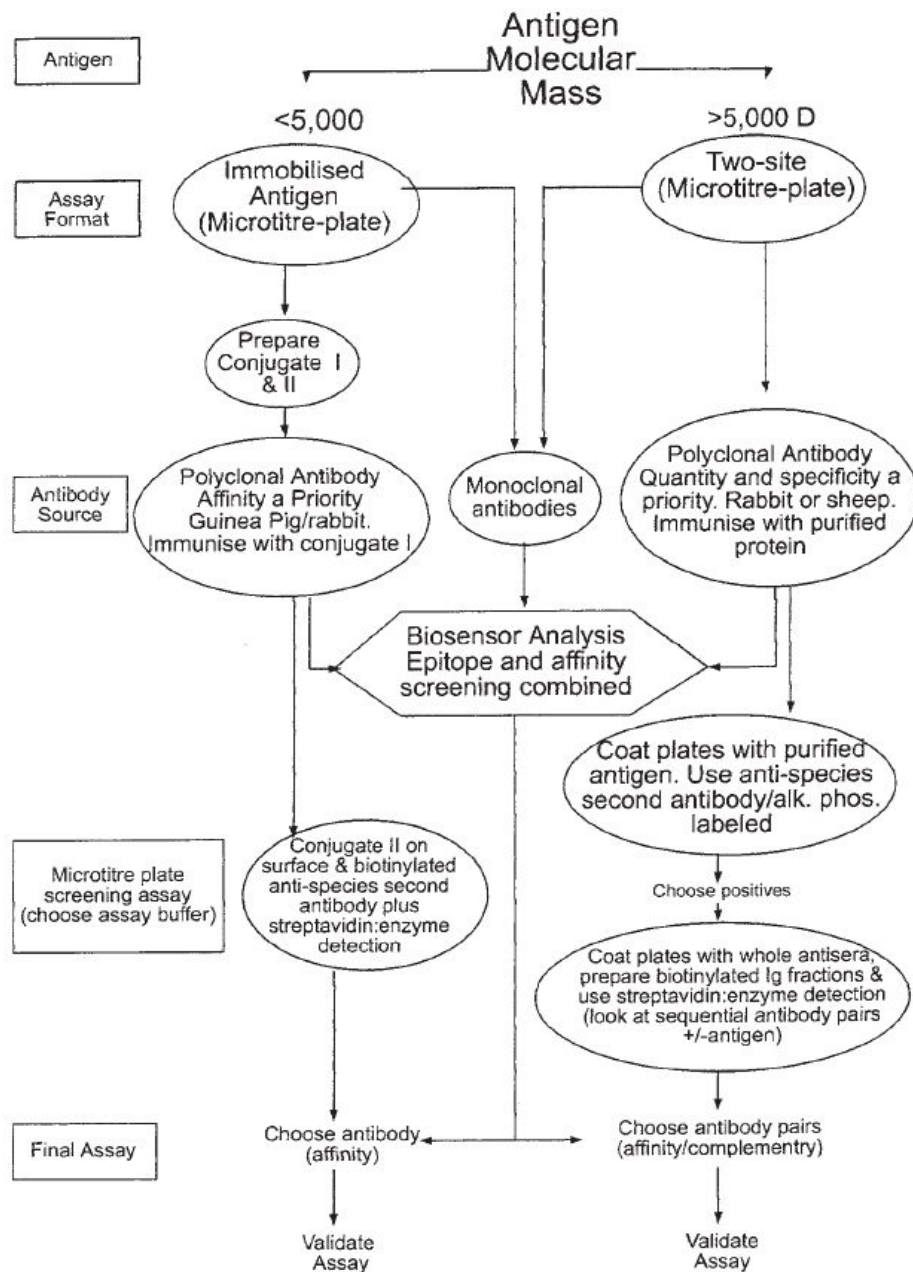 Antigen
Antigen
Molecular
Mass
<5,000
>5,000 D
Assay
Format
Immobilised
Antigen
(Microtitre-plate)
Two-site
(Microtitre-plate)
Prepare
Conjugate I
& II
Antibody
Source
Polyclonal Antibody
Affinity a Priority
Guinea Pig/rabbit.
Immunise with conjugate I
Monoclonal
antibodies
Polyclonal Antibody
Quantity and specificity a
priority. Rabbit or sheep.
Immunise with purified
protein
Biosensor Analysis
Epitope and affinity
screening combined
Coat plates with purified
antigen. Use anti-species
second antibody/alk. phos.
labeled
Microtitre plate
screening assay
(choose assay buffer)
Conjugate II on
surface & biotinylated
anti-species second
antibody plus
streptavidin:enzyme
detection
Choose positives
Coat plates with whole antisera,
prepare biotinylated Ig fractions &
use streptavidin:enzyme detection
(look at sequential antibody pairs
+/-antigen)
Final Assay
Choose antibody
(affinity)
Choose antibody pairs
(affinity/complementry)
Validate
Assay
Validate
Assay